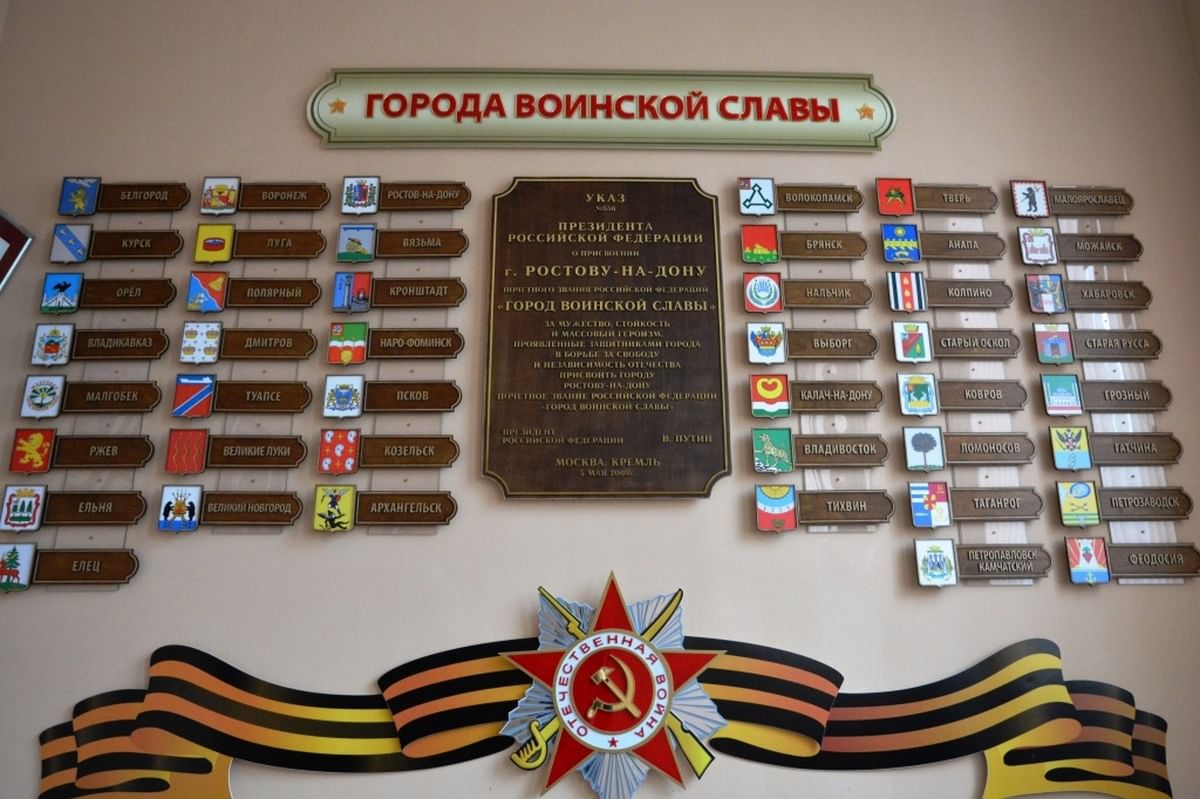 ГОРОДА ВОИНСКОЙ СЛАВЫ
БЕЛГОРОД
ВОРОНЕЖ
РОСТОВ-НА-ДОНУ
КУРСК
ЛУГА
ВЯЗЬМА
ОРЁЛ
ПОЛЯРНЫЙ
КРОНШТАДТ
ВЛАДИКАВКАЗ
ДМИТРОВ
НАРО-ФОМИНСК
МАЛГОБЕК
ТУАПСЕ
ПСКОВ
РЖЕВ
ВЕЛИКИЕ ЛУКИ
КОЗЕЛЬСК
ЕЛЬНЯ
ВЕЛИКИЙ НОВГОРОД
АРХАНГЕЛЬСК
ЕЛЕЦ
УКАЗ
№556
ПРЕЗИДЕНТА
РОССИЙСКОЙ ФЕДЕРАЦИИ
О ПРИСВОЕНИИ
г. РОСТОВУ-НА-ДОНУ
ПОЧЕТНОГО ЗВАНИЯ РОССИЙСКОЙ ФЕДЕРАЦИИ
«ГОРОД ВОИНСКОЙ СЛАВЫ»
ЗА МУЖЕСТВО, СТОЙКОСТЬ
И МАССОВЫЙ ГЕРОИЗМ,
ПРОЯВЛЕННЫЕ ЗАЩИТНИКАМИ ГОРОДА
В БОРЬБЕ ЗА СВОБОДУ
И НЕЗАВИСИМОСТЬ ОТЕЧЕСТВА
ПРИСВОИТЬ ГОРОДУ
РОСТОВУ-НА-ДОНУ
ПОЧЕТНОЕ ЗВАНИЕ РОССИЙСКОЙ ФЕДЕРАЦИИ
«ГОРОД ВОИНСКОЙ СЛАВЫ»
ПРЕЗИДЕНТ
РОССИЙСКОЙ ФЕДЕРАЦИИ В. ПУТИН
МОСКВА. КРЕМЛЬ
5 МАЯ 2008г.
ВОЛОКОЛАМСК
ТВЕРЬ
МАЛОЯРОСЛАВЕЦ
БРЯНСК
АНАПА
МОЖАЙСК
НАЛЬЧИК
КОЛПИНО
ХАБАРОВСК
ВЫБОРГ
СТАРЫЙ ОСКОЛ
СТАРАЯ РУССА
КАЛАЧ-НА-ДОНУ
КОВРОВ
ГРОЗНЫЙ
ВЛАДИВОСТОК
ЛОМОНОСОВ
ГАТЧИНА
ТИХВИН
ТАГАНРОГ
ПЕТРОЗАВОДСК
ПЕТРОПАВЛОВСК-
КАМЧАТСКИЙ
ФЕОДОСИЯ
ОТЕЧЕСТВЕННАЯ ВОЙНА